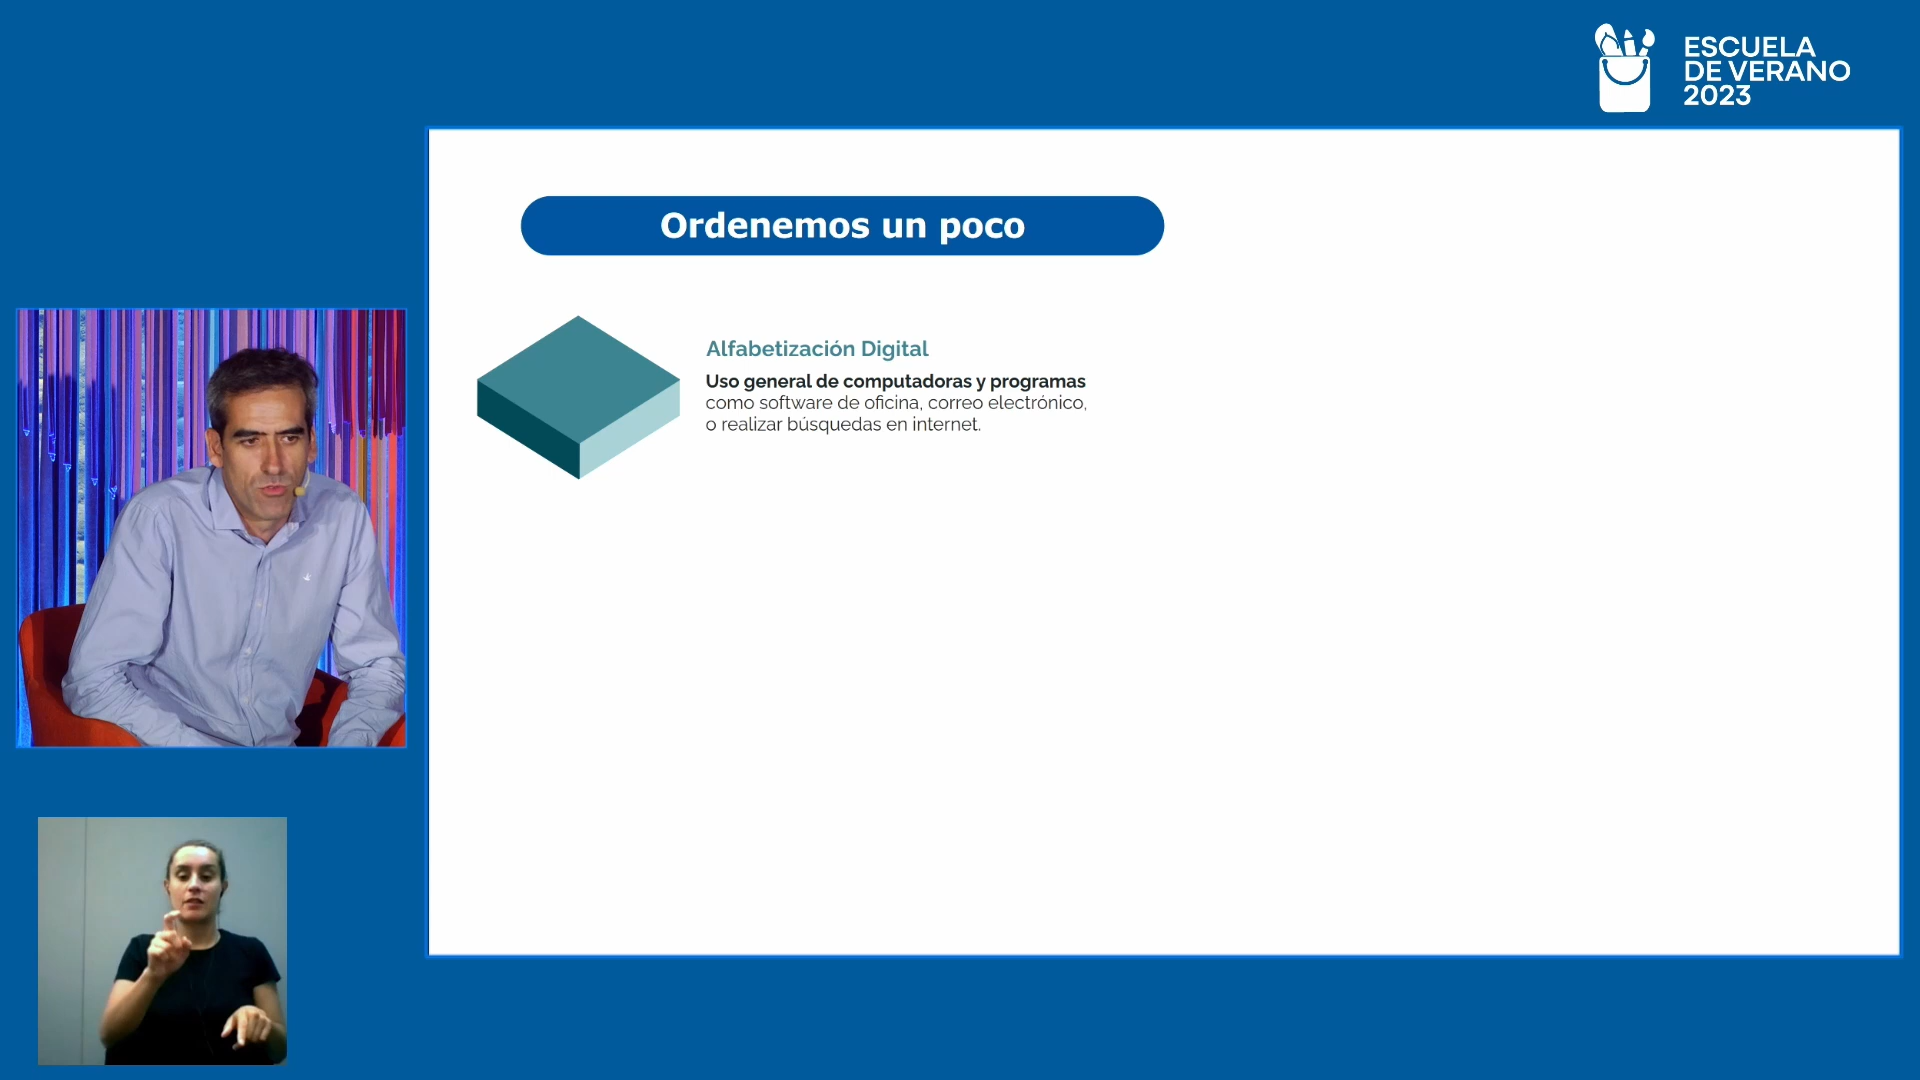 ESCUELA
DE VERANO
2023
Ordenemos un poco
Alfabetización Digital
Uso general de computadoras y programas
como software de oficina, correo electrónico,
o realizar búsquedas en internet.